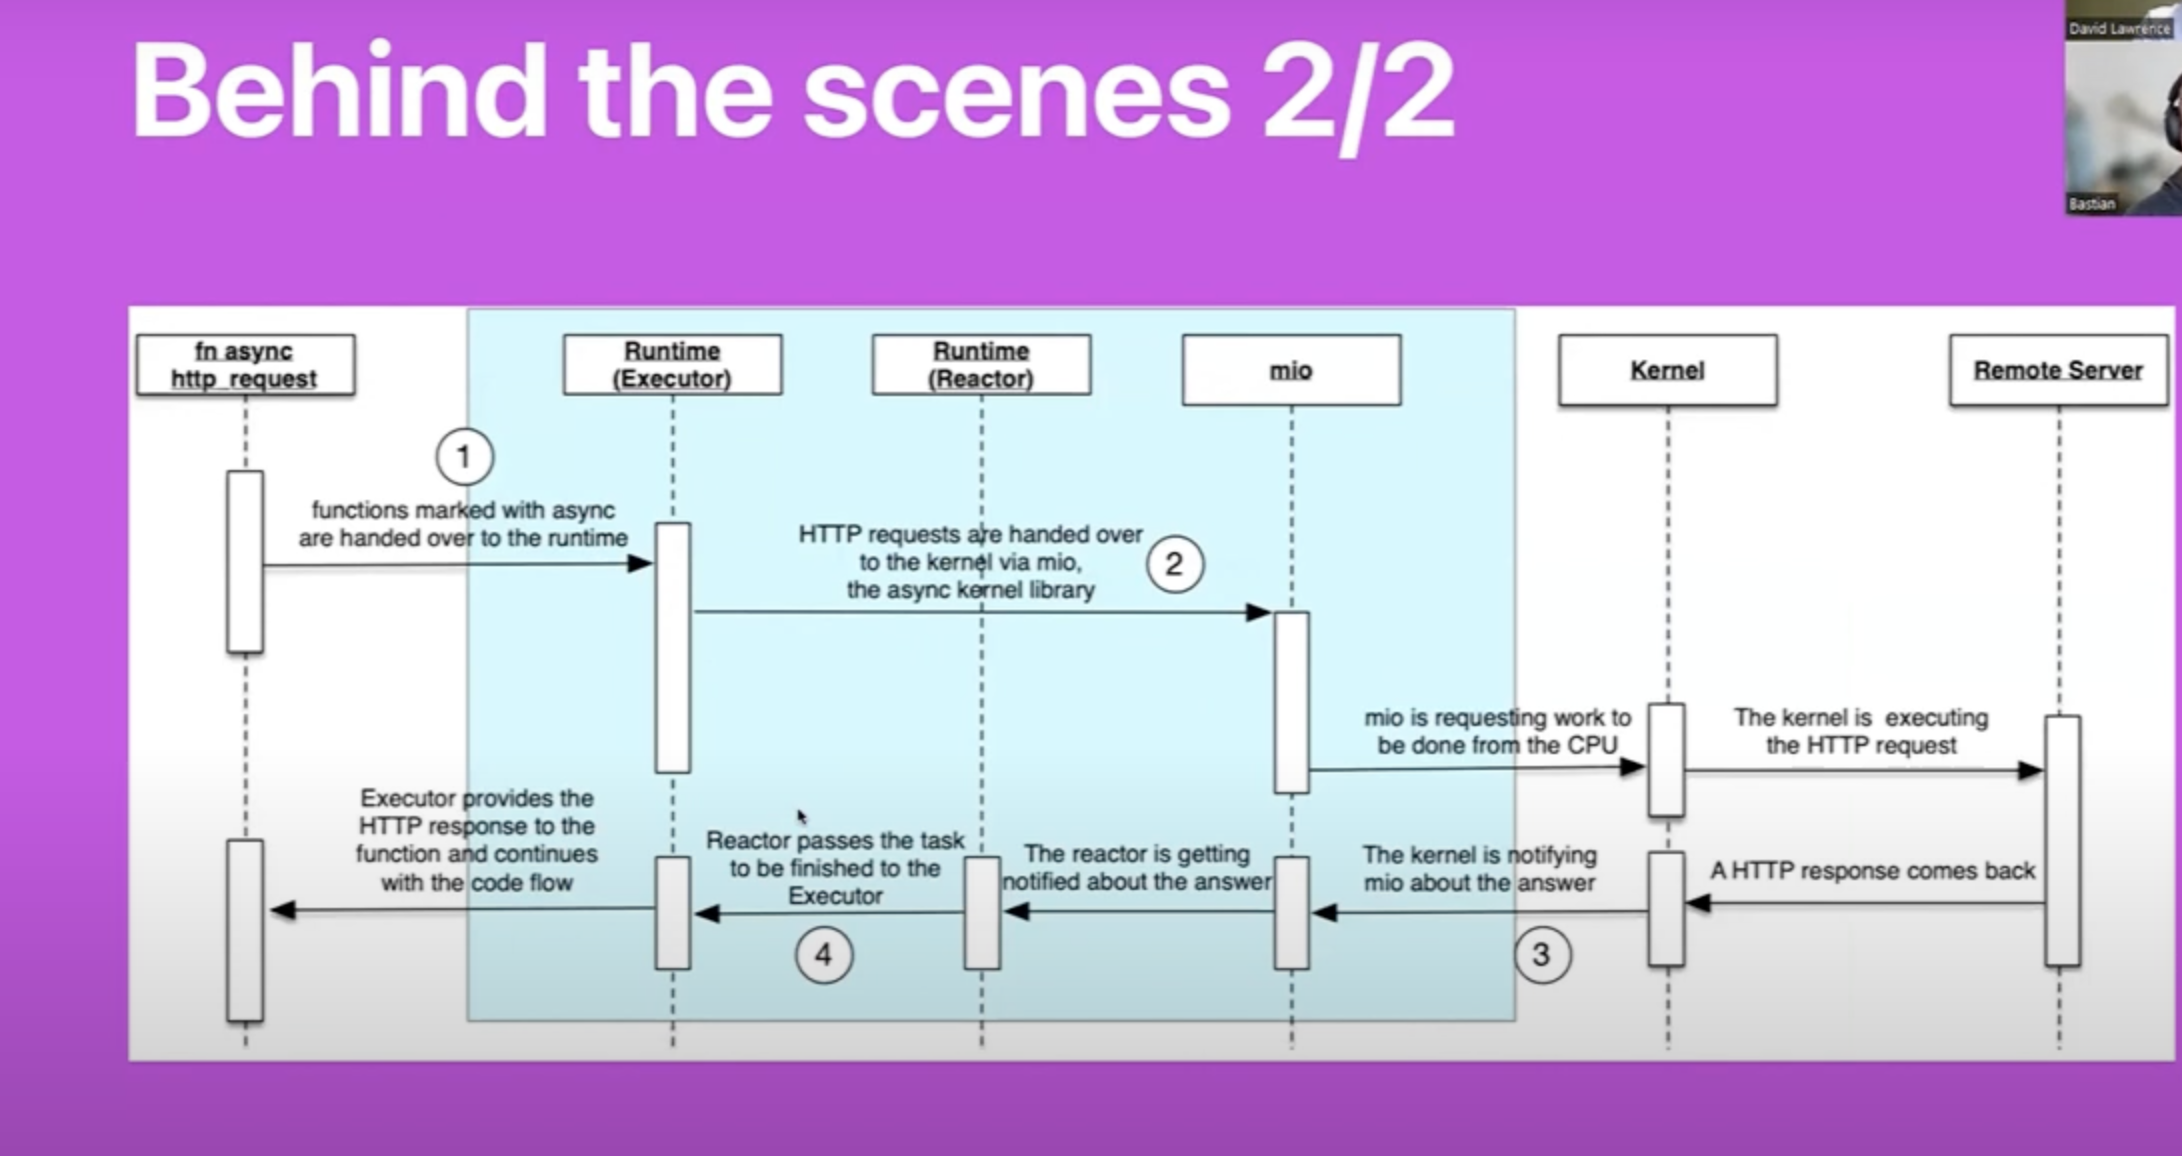 Behind the scenes 2/2
David Lawrence
Bastian
fn async
http_request
Runtime
(Executor)
Runtime
(Reactor)
mio
Kernel
Remote Server
1
functions marked with async
are handed over to the runtime
HTTP requests are handed over
to the kernel via mio,
the async kernel library
2
mio is requesting work to
be done from the CPU
The kernel is executing
the HTTP request
Executor provides the
HTTP response to the
function and continues
with the code flow
Reactor passes the task
to be finished to the
Executor
4
The reactor is getting
notified about the answer
The kernel is notifying
mio about the answer
3
A HTTP response comes back